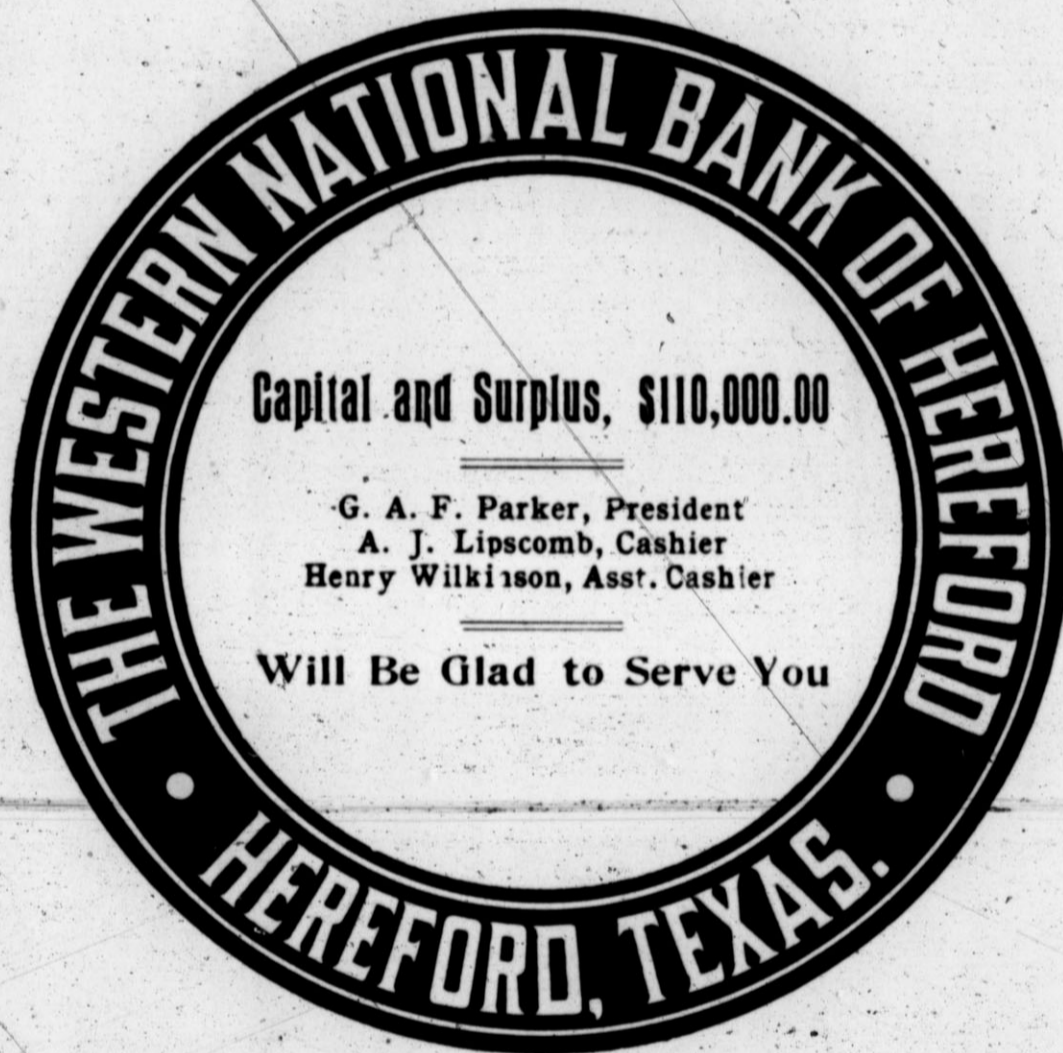 THE WESTERN NATIONAL BANK OF HEREFORD
Capital and Surplus, $110,000.00
G. A. F. Parker, President
A. J. Lipscomb, Cashier
Henry Wilkinson, Asst. Cashier
Will Be Glad to Serve You
HEREFORD, TEXAS.